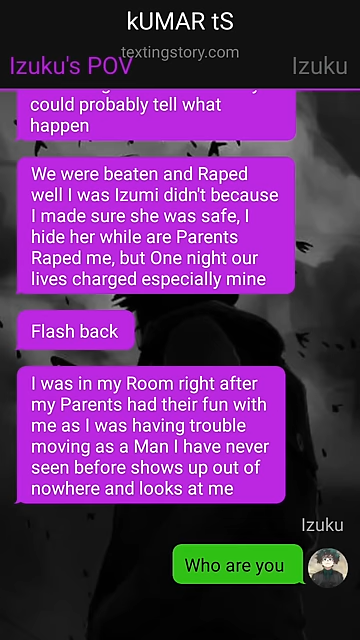 kUMAR tS
textingstory.com
Izuku's POV
Izuku
could probably tell what
happen
We were beaten and Raped
well I was Izumi didn't because
I made sure she was safe, I
hide her while are Parents
Raped me, but One night our
lives charged especially mine
Flash back
I was in my Room right after
my Parents had their fun with
me as I was having trouble
moving as a Man I have never
seen before shows up out of
nowhere and looks at me
Izuku
Who are you